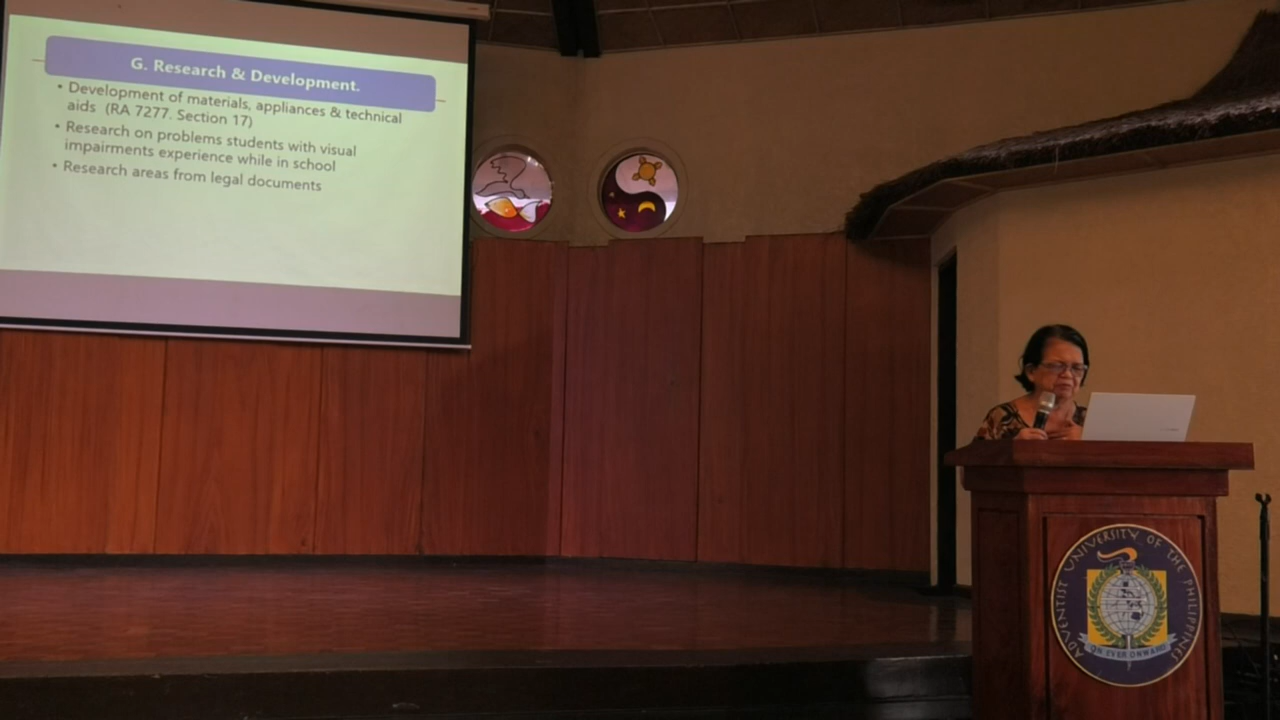 G. Research & Development.
• Development of materials, appliances & technical
aids (RA 7277. Section 17)
• Research on problems students with visual
impairments experience while in school
• Research areas from legal documents
ADVENTIST UNIVERSITY OF THE PHILIPPINES
ON EVER ONWARD